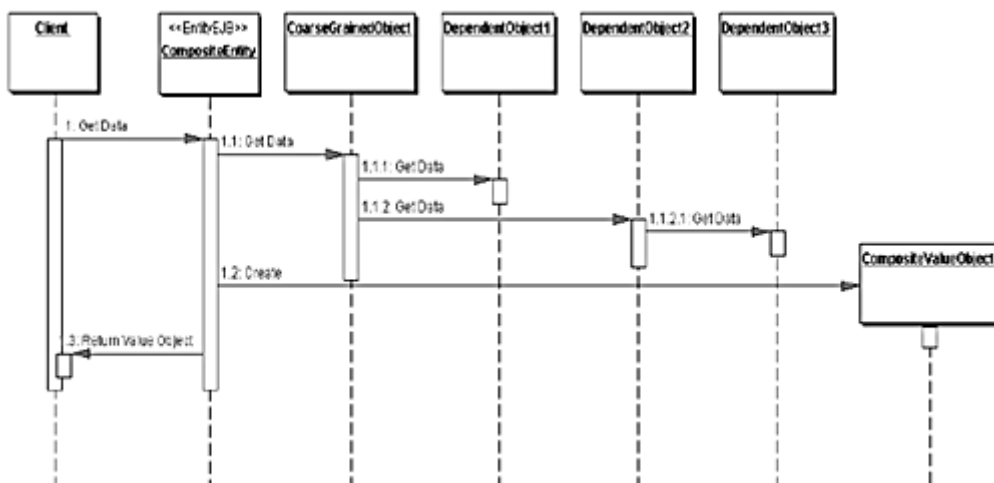 Client
<<EntityEJB>>
CompositeEntity
CoarseGrainedObject
DependentObject1
DependentObject2
DependentObject3
1: Get Data
1.1: Get Data
1.1.1: Get Data
1.1.2: Get Data
1.1.2.1: Get Data
CompositeValueObject
1.2: Create
1.3: Return Value Object